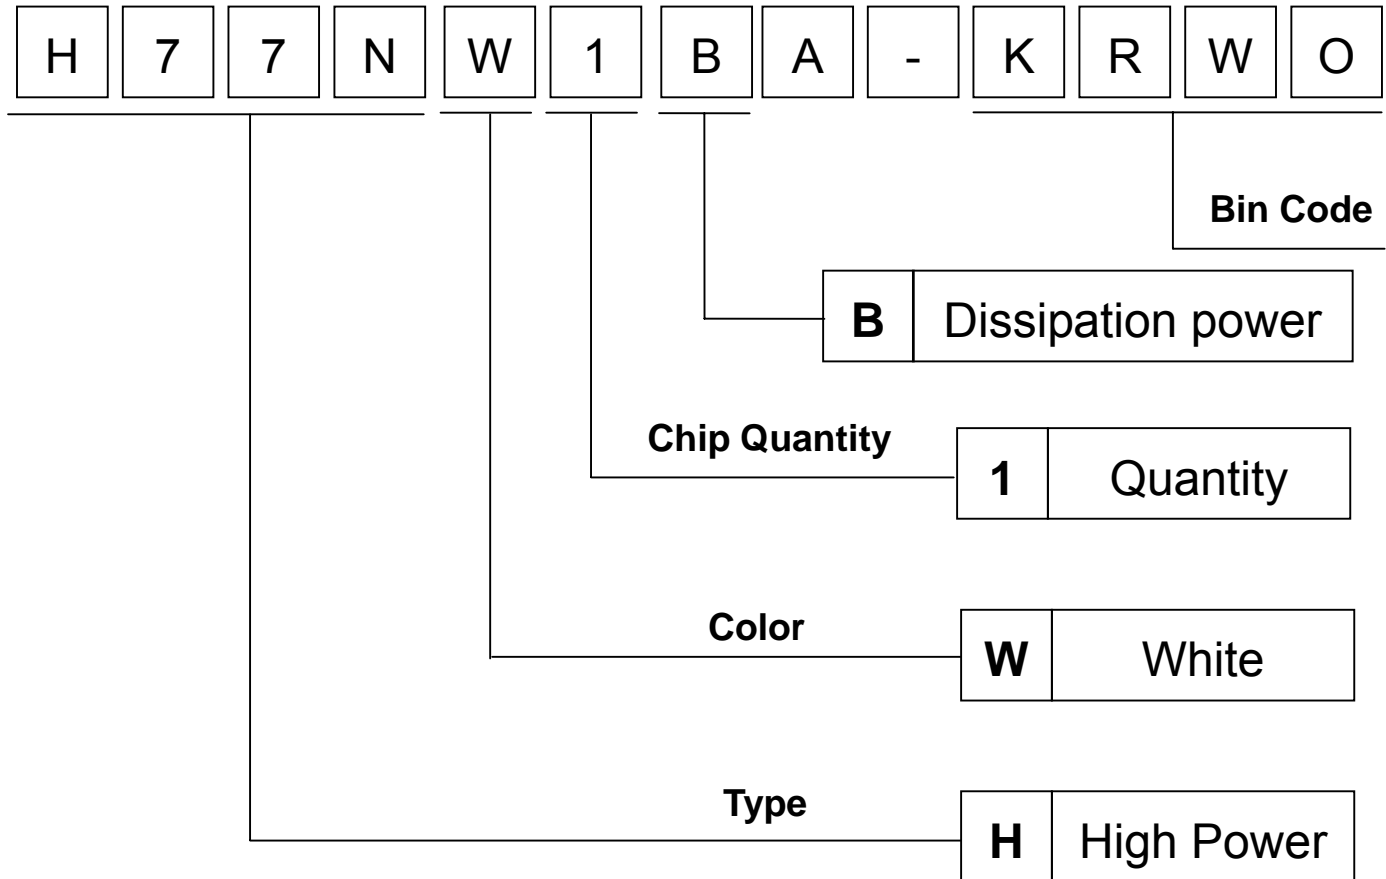 H 7 7 N W 1 B A - K R W O
Bin Code
B Dissipation power
Chip Quantity
1 Quantity
Color
W White
Type
H High Power